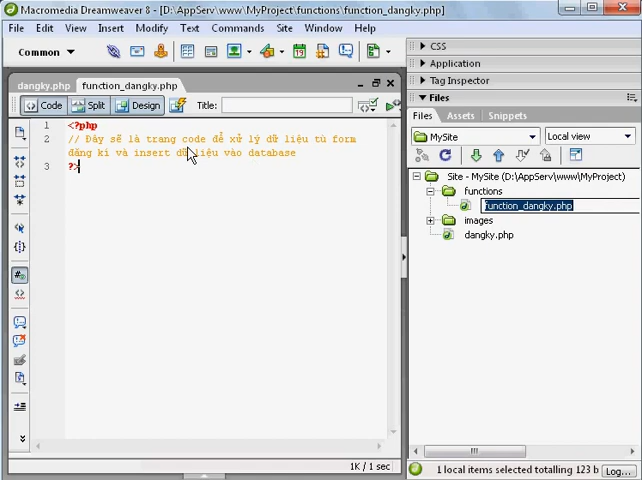 Macromedia Dreamweaver 8 - [D:\AppServ\www\MyProject\functions\function_dangky.php]
File Edit View Insert Modify Text Commands Site Window Help
Common
dangky.php function_dangky.php
Code Split Design Title:
1 <?php
2 // Đây sẽ là trang code để xử lý dữ liệu từ form
đăng kí và insert dữ liệu vào database
3 ?>
1K / 1 sec
CSS
Application
Tag Inspector
Files
Files Assets Snippets
MySite Local view
Site - MySite (D:\AppServ\www\MyProject)
functions
function_dangky.php
images
dangky.php
1 local items selected totalling 123 b Log...